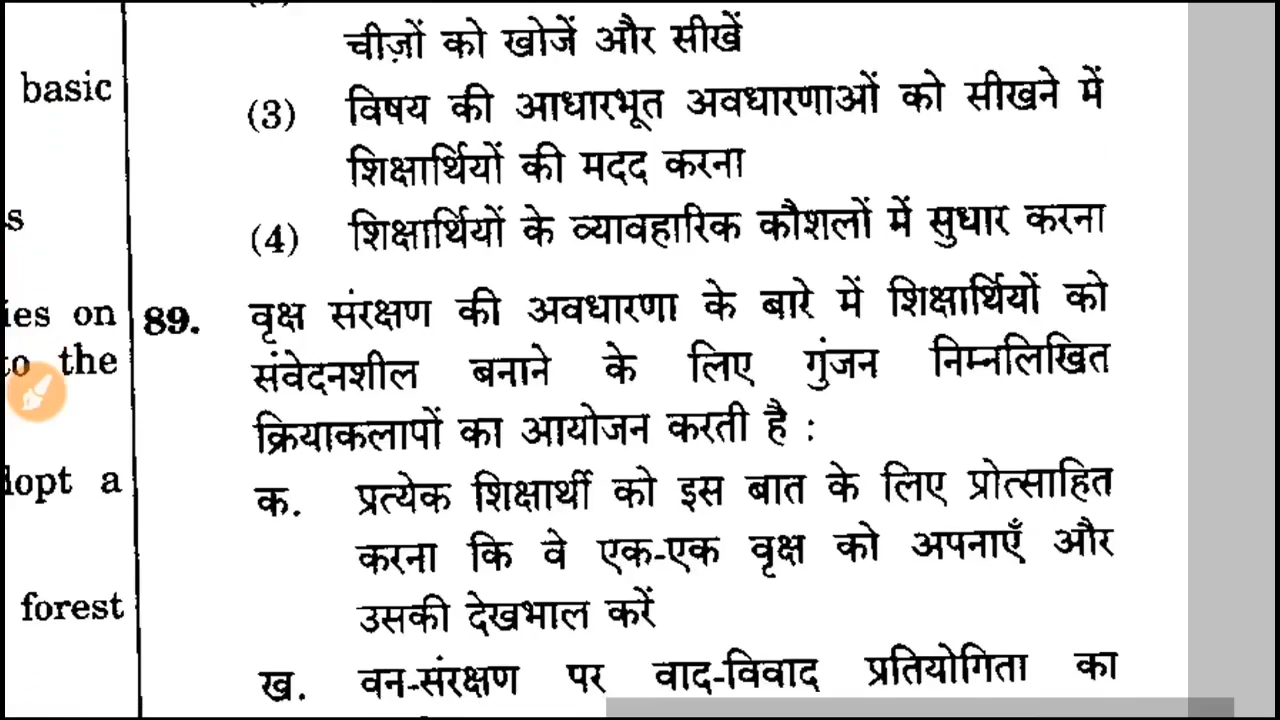 चीज़ों को खोजें और सीखें
basic
(3) विषय की आधारभूत अवधारणाओं को सीखने में
शिक्षार्थियों की मदद करना
s
(4) शिक्षार्थियों के व्यावहारिक कौशलों में सुधार करना
ies on
89. वृक्ष संरक्षण की अवधारणा के बारे में शिक्षार्थियों को
to the
संवेदनशील बनाने के लिए गुंजन निम्नलिखित
क्रियाकलापों का आयोजन करती है :
dopt a
क. प्रत्येक शिक्षार्थी को इस बात के लिए प्रोत्साहित
करना कि वे एक-एक वृक्ष को अपनाएँ और
forest
उसकी देखभाल करें
ख. वन-संरक्षण पर वाद-विवाद प्रतियोगिता का